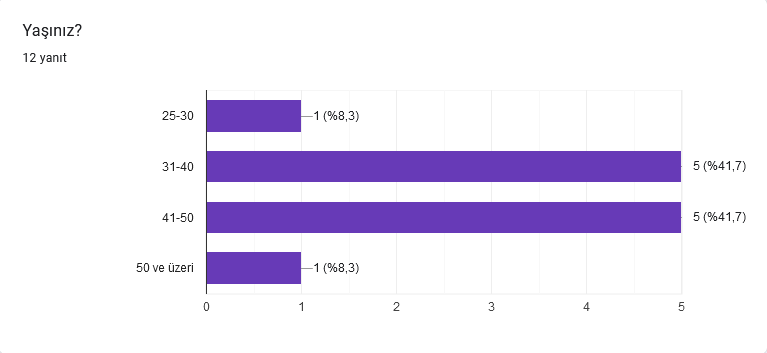 Yaşınız?
12 yanıt
25-30
1 (%8,3)
31-40
5 (%41,7)
41-50
5 (%41,7)
50 ve üzeri
1 (%8,3)
0 1 2 3 4 5